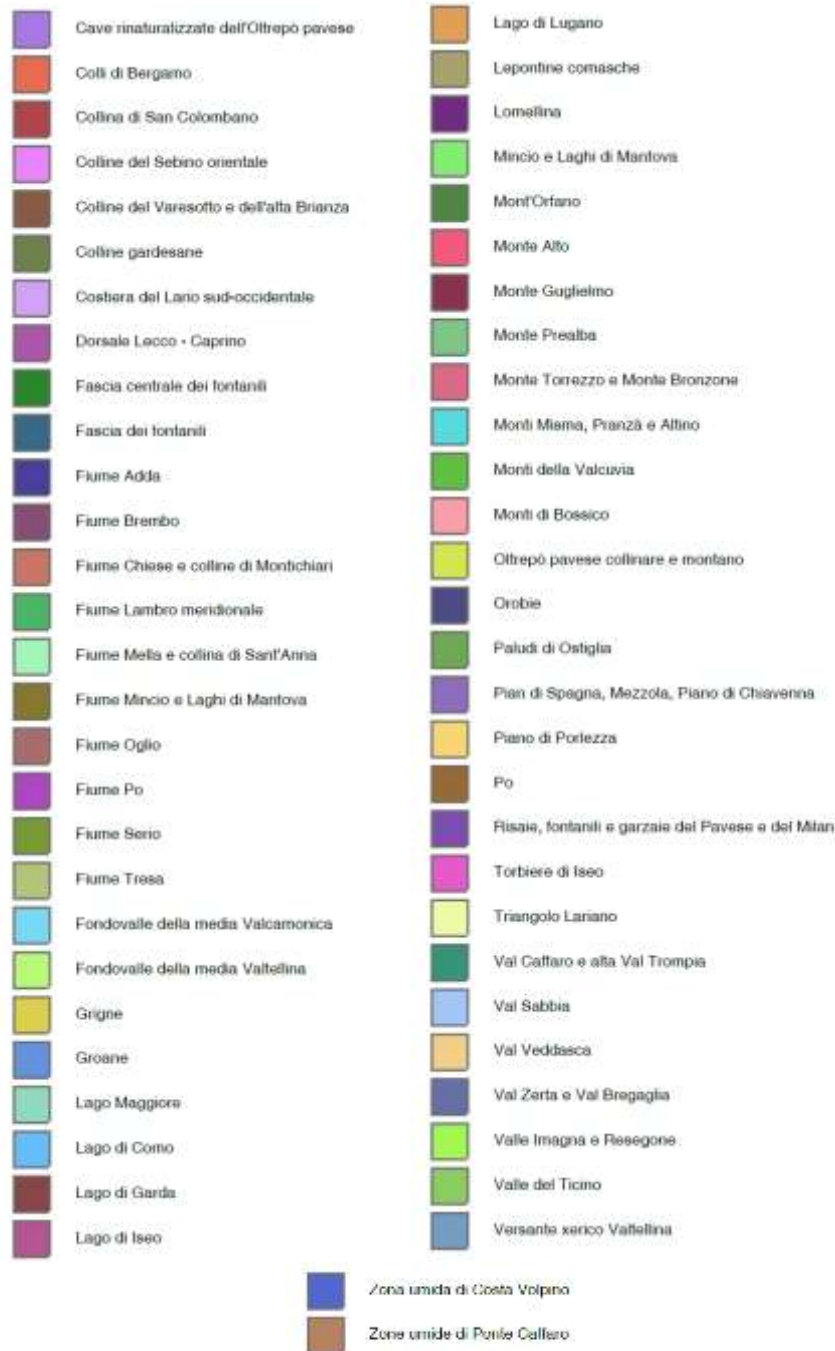 Cave rinaturalizzate dell'Oltrepò pavese
Colli di Bergamo
Collina di San Colombano
Colline del Sebino orientale
Colline del Varesotto e dell'alta Brianza
Colline gardesane
Costiera del Lario sud-occidentale
Dorsale Lecco - Caprino
Fascia centrale dei fontanili
Fascia dei fontanili
Fiume Adda
Fiume Brembo
Fiume Chiese e colline di Montichiari
Fiume Lambro meridionale
Fiume Mella e collina di Sant'Anna
Fiume Mincio e Laghi di Mantova
Fiume Oglio
Fiume Po
Fiume Serio
Fiume Tresa
Fondovalle della media Valcamonica
Fondovalle della media Valtellina
Grigne
Groane
Lago Maggiore
Lago di Como
Lago di Garda
Lago di Iseo
Lago di Lugano
Lepontine comasche
Lomellina
Mincio e Laghi di Mantova
Mont'Orfano
Monte Alto
Monte Guglielmo
Monte Prealba
Monte Torrezzo e Monte Bronzone
Monti Misma, Pranzà e Altino
Monti della Valcuvia
Monti di Bossico
Oltrepò pavese collinare e montano
Orobie
Paludi di Ostiglia
Pian di Spagna, Mezzola, Piano di Chiavenna
Piano di Porlezza
Po
Risaie, fontanili e garzaie del Pavese e del Milan
Torbiere di Iseo
Triangolo Lariano
Val Caffaro e alta Val Trompia
Val Sabbia
Val Veddasca
Val Zerta e Val Bregaglia
Valle Imagna e Resegone
Valle del Ticino
Versante xerico Valtellina
Zona umida di Costa Volpino
Zone umide di Ponte Caffaro